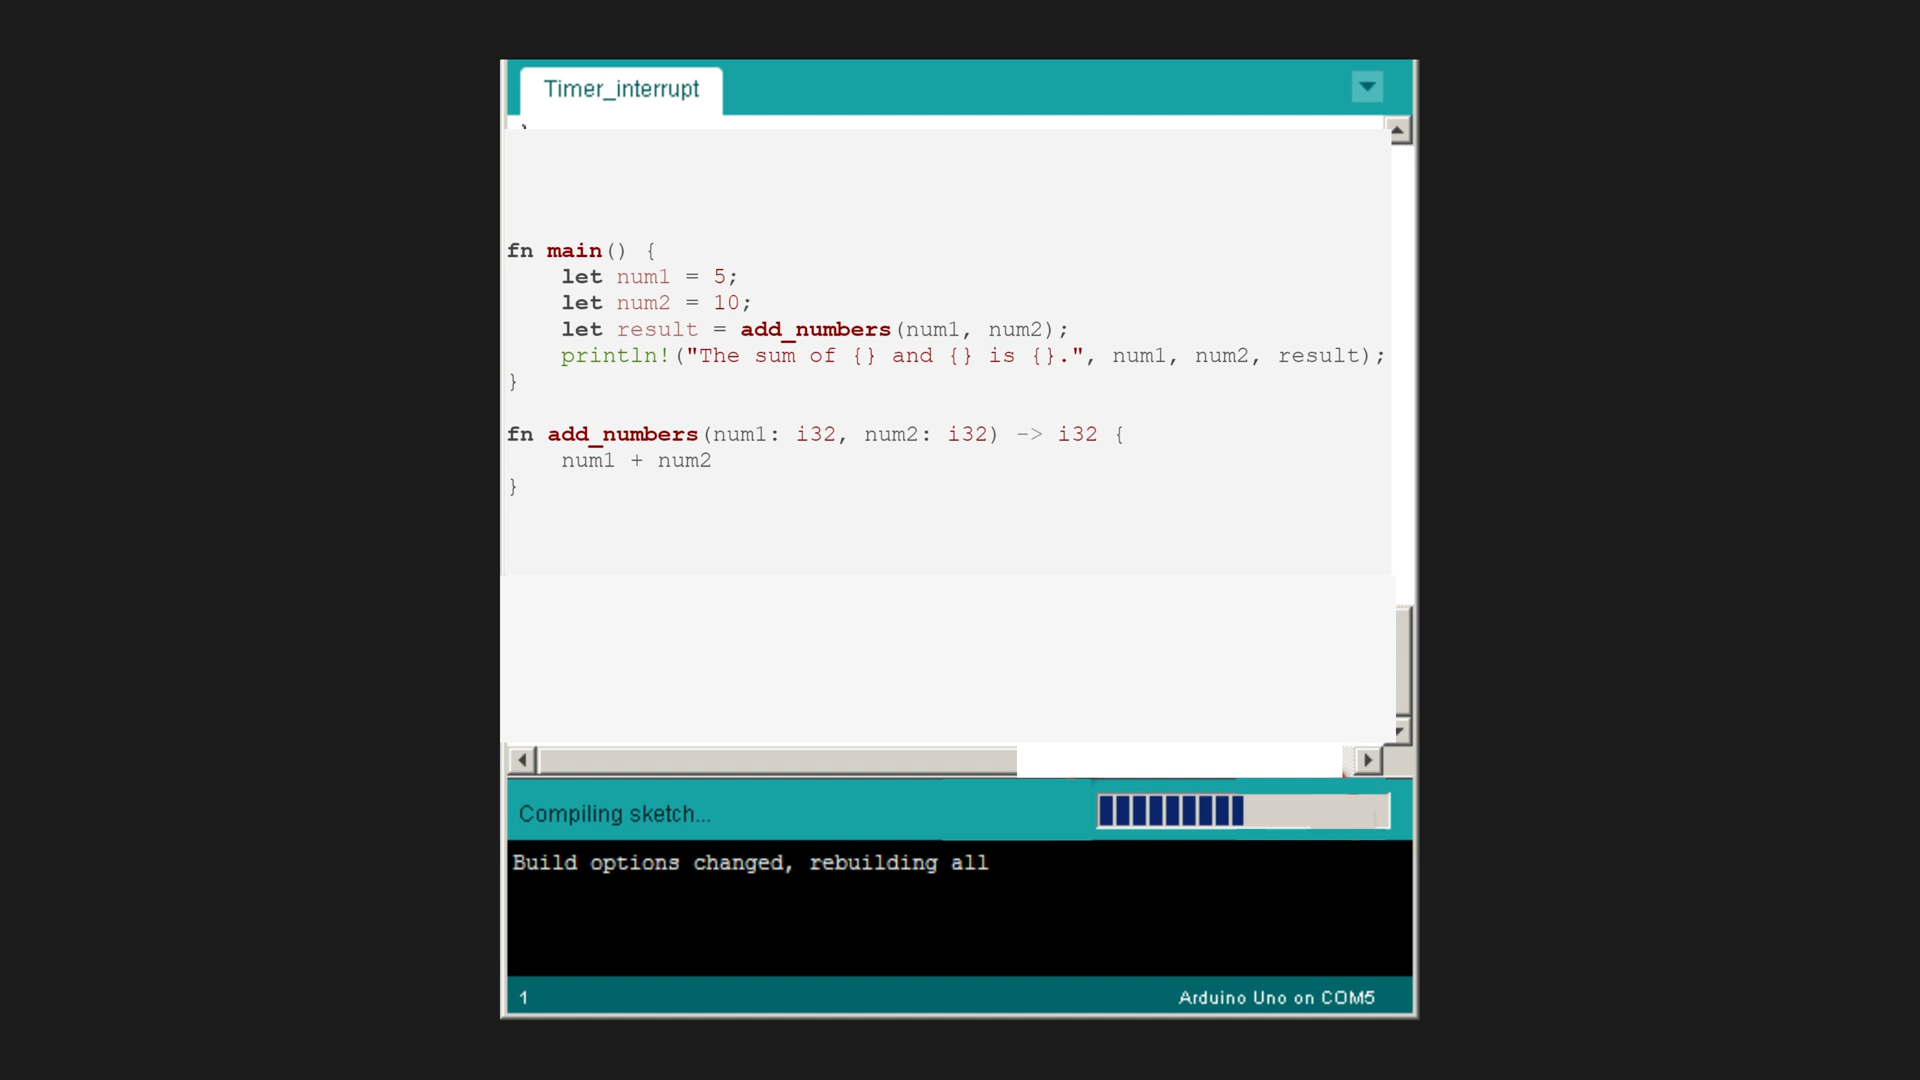 Timer_interrupt
}
fn main() {
    let num1 = 5;
    let num2 = 10;
    let result = add_numbers(num1, num2);
    println!("The sum of {} and {} is {}.", num1, num2, result);
}
fn add_numbers(num1: i32, num2: i32) -> i32 {
    num1 + num2
}
Compiling sketch...
Build options changed, rebuilding all
1 Arduino Uno on COM5